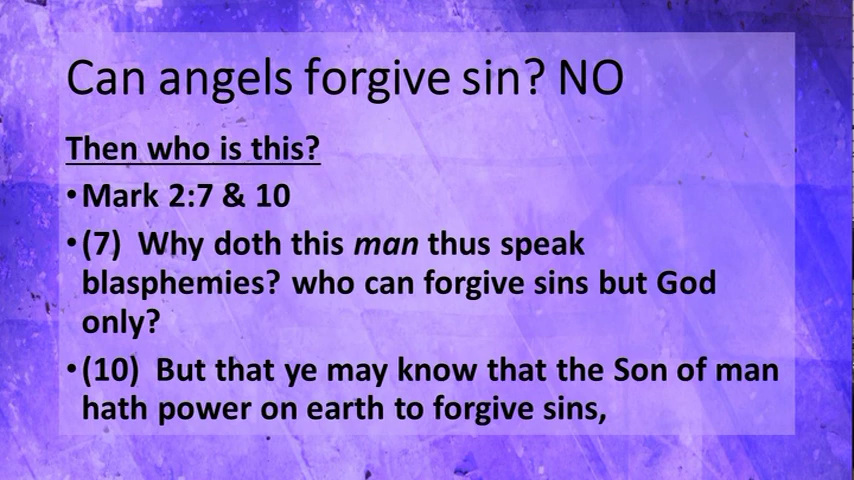 Can angels forgive sin? NO
Then who is this?
•Mark 2:7 & 10
•(7)  Why doth this man thus speak
blasphemies? who can forgive sins but God
only?
•(10)  But that ye may know that the Son of man
hath power on earth to forgive sins,